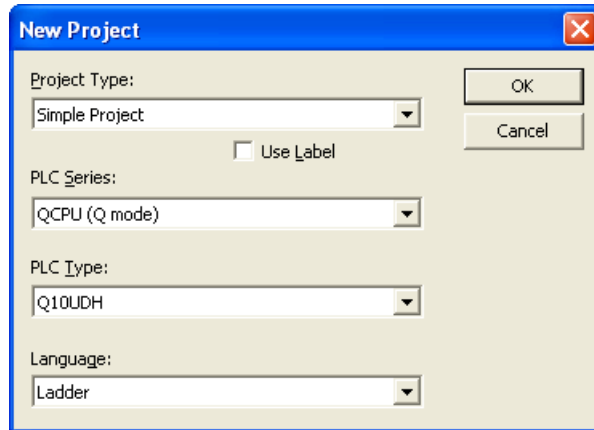 New Project
Project Type:
OK
Simple Project
Cancel
Use Label
PLC Series:
QCPU (Q mode)
PLC Type:
Q10UDH
Language:
Ladder